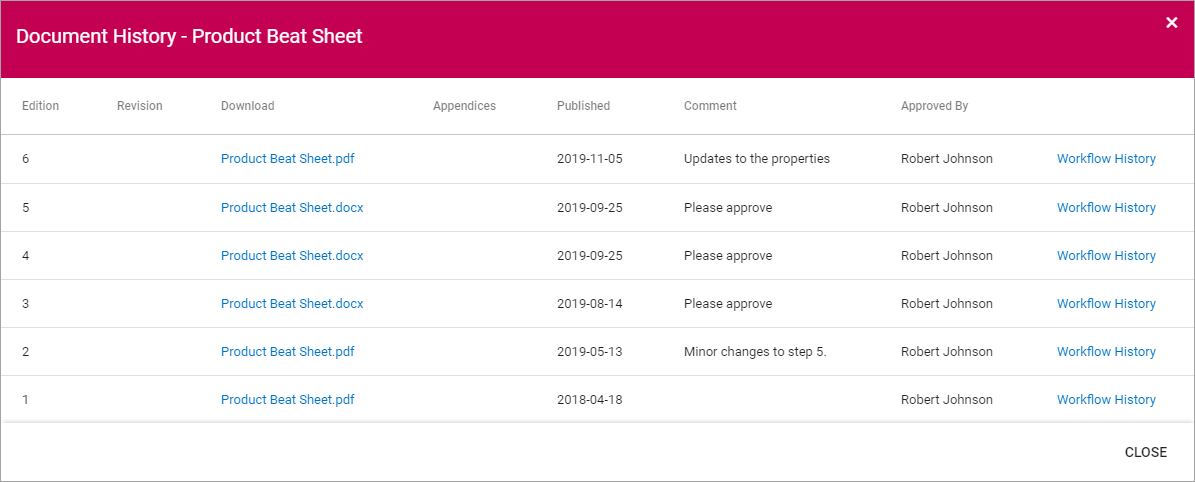 Document History - Product Beat Sheet ×
Edition Revision Download Appendices Published Comment Approved By
6 Product Beat Sheet.pdf 2019-11-05 Updates to the properties Robert Johnson Workflow History
5 Product Beat Sheet.docx 2019-09-25 Please approve Robert Johnson Workflow History
4 Product Beat Sheet.docx 2019-09-25 Please approve Robert Johnson Workflow History
3 Product Beat Sheet.docx 2019-08-14 Please approve Robert Johnson Workflow History
2 Product Beat Sheet.pdf 2019-05-13 Minor changes to step 5. Robert Johnson Workflow History
1 Product Beat Sheet.pdf 2018-04-18 Robert Johnson Workflow History
CLOSE